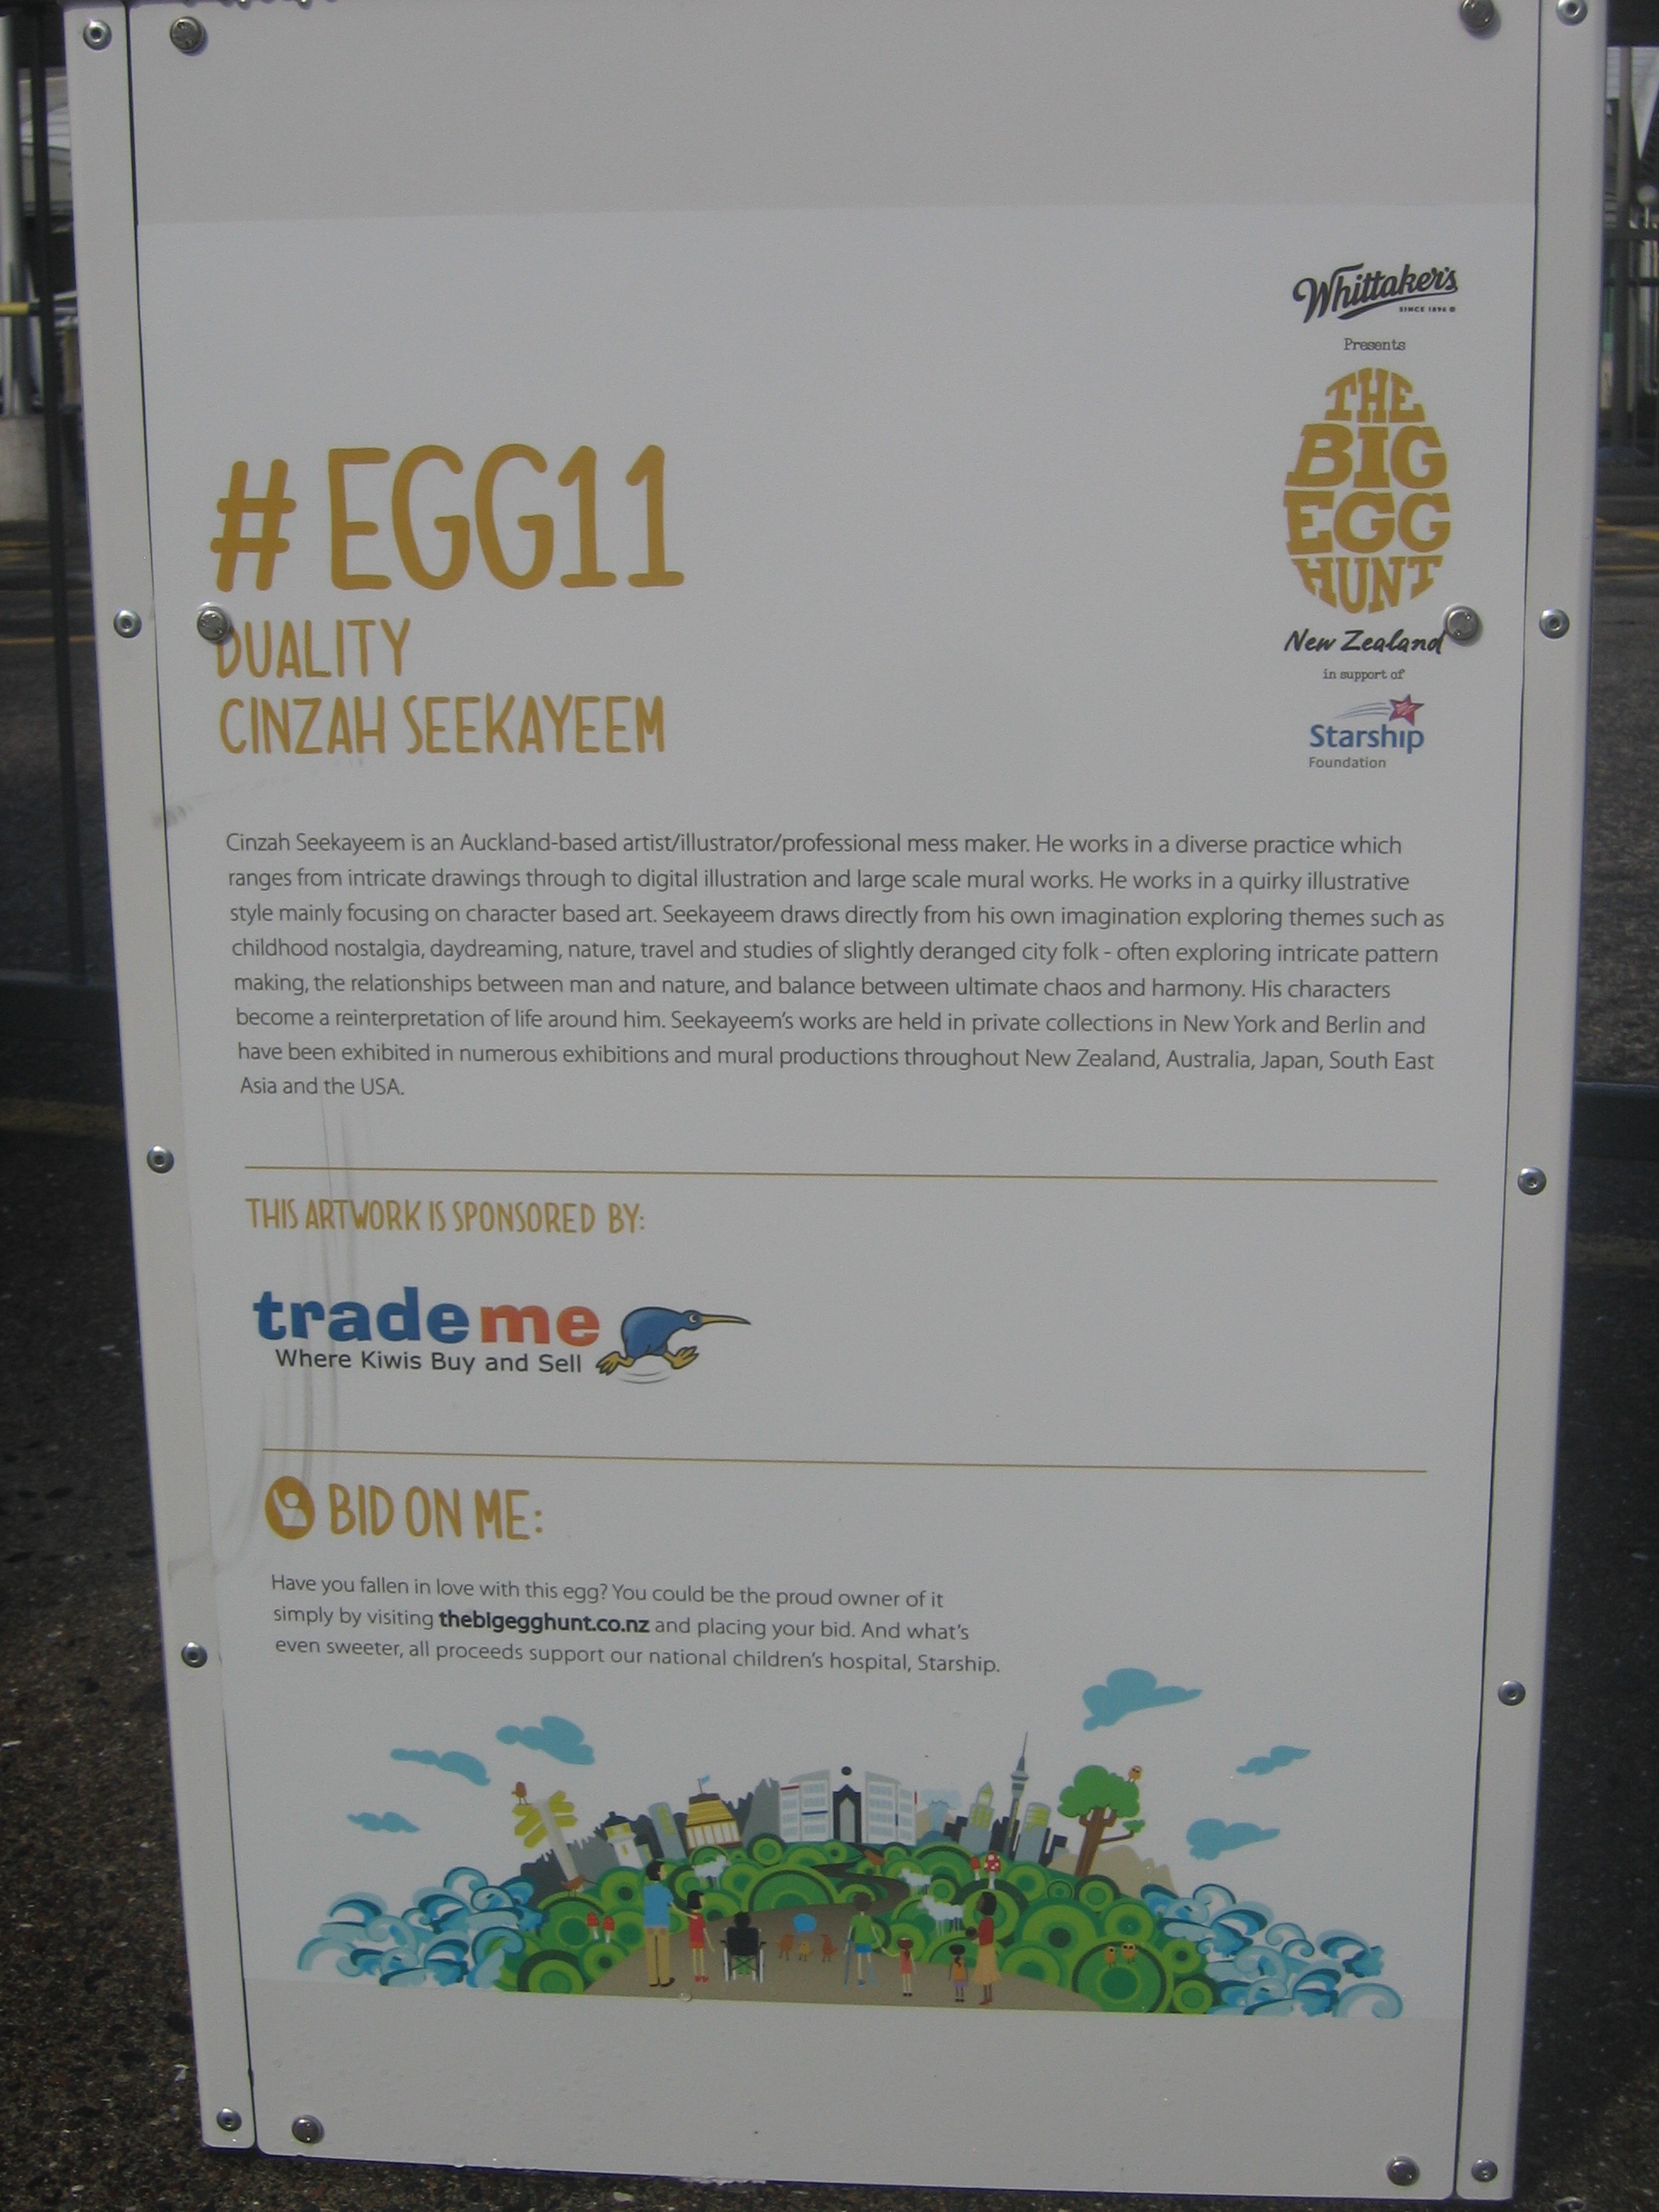 Whittaker's
SINCE 1896
Presents
THE
BIG
EGG
HUNT
New Zealand
in support of
Starship
Foundation
# EGG11
DUALITY
CINZAH SEEKAYEEM
Cinzah Seekayeem is an Auckland-based artist/illustrator/professional mess maker. He works in a diverse practice which
ranges from intricate drawings through to digital illustration and large scale mural works. He works in a quirky illustrative
style mainly focusing on character based art. Seekayeem draws directly from his own imagination exploring themes such as
childhood nostalgia, daydreaming, nature, travel and studies of slightly deranged city folk - often exploring intricate pattern
making, the relationships between man and nature, and balance between ultimate chaos and harmony. His characters
become a reinterpretation of life around him. Seekayeem's works are held in private collections in New York and Berlin and
have been exhibited in numerous exhibitions and mural productions throughout New Zealand, Australia, Japan, South East
Asia and the USA.
THIS ARTWORK IS SPONSORED BY:
trade me
Where Kiwis Buy and Sell
BID ON ME:
Have you fallen in love with this egg? You could be the proud owner of it
simply by visiting thebigegghunt.co.nz and placing your bid. And what's
even sweeter, all proceeds support our national children's hospital, Starship.